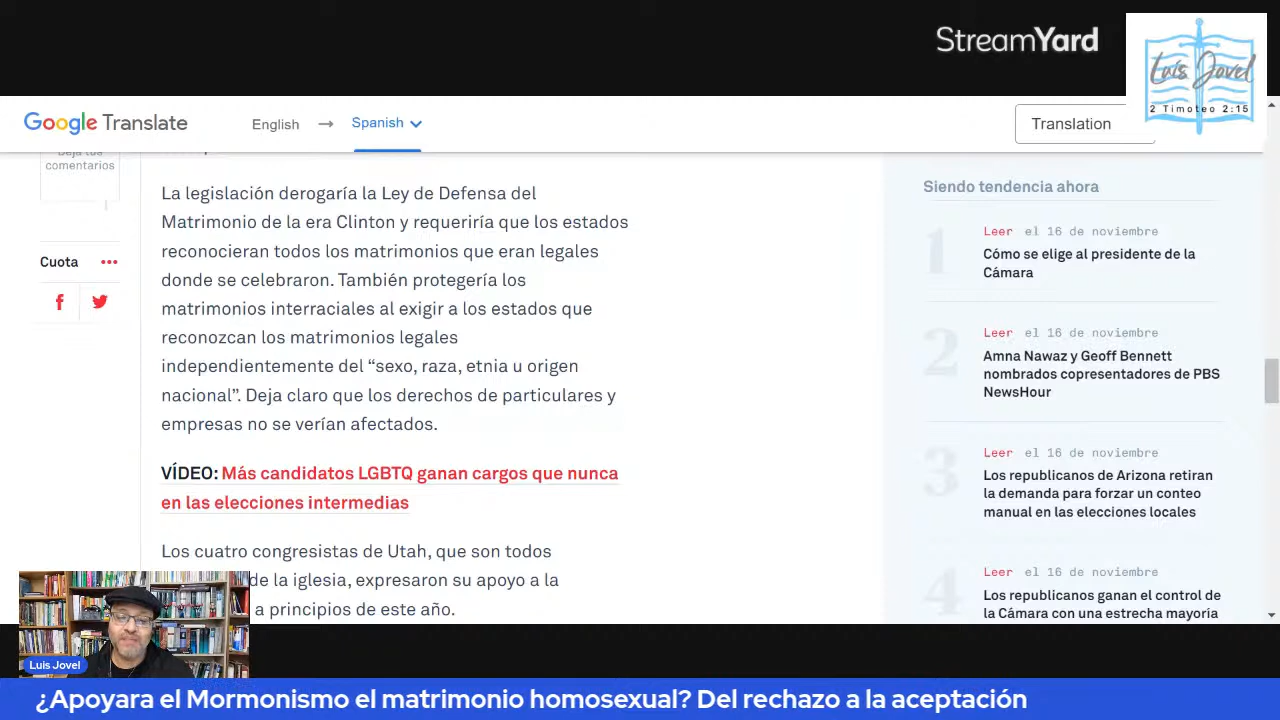 StreamYard
Luis Jovel
2 Timoteo 2:15
Google Translate
English → Spanish
Translation
Deja tus
comentarios
Cuota
La legislación derogaría la Ley de Defensa del
Matrimonio de la era Clinton y requeriría que los estados
reconocieran todos los matrimonios que eran legales
donde se celebraron. También protegería los
matrimonios interraciales al exigir a los estados que
reconozcan los matrimonios legales
independientemente del “sexo, raza, etnia u origen
nacional”. Deja claro que los derechos de particulares y
empresas no se verían afectados.
VÍDEO: Más candidatos LGBTQ ganan cargos que nunca
en las elecciones intermedias
Los cuatro congresistas de Utah, que son todos
de la iglesia, expresaron su apoyo a la
a principios de este año.
Siendo tendencia ahora
1
Leer el 16 de noviembre
Cómo se elige al presidente de la
Cámara
2
Leer el 16 de noviembre
Amna Nawaz y Geoff Bennett
nombrados copresentadores de PBS
NewsHour
3
Leer el 16 de noviembre
Los republicanos de Arizona retiran
la demanda para forzar un conteo
manual en las elecciones locales
4
Leer el 16 de noviembre
Los republicanos ganan el control de
la Cámara con una estrecha mayoría
Luis Jovel
¿Apoyara el Mormonismo el matrimonio homosexual? Del rechazo a la aceptación